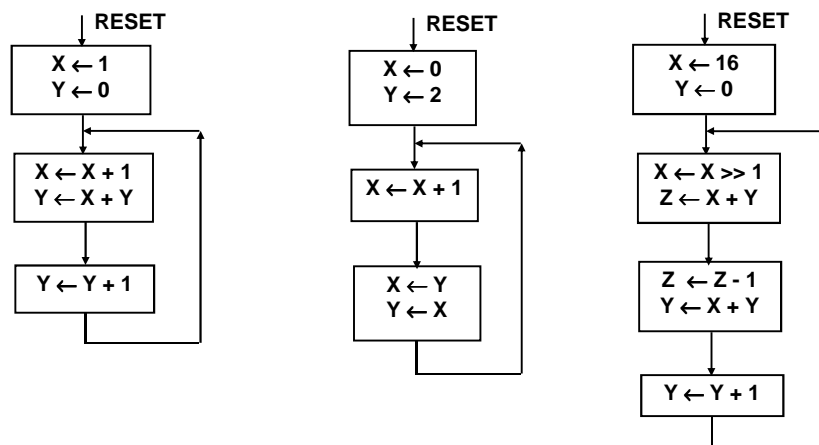 RESET
X ← 1
Y ← 0
X ← X + 1
Y ← X + Y
Y ← Y + 1
RESET
X ← 0
Y ← 2
X ← X + 1
X ← Y
Y ← X
RESET
X ← 16
Y ← 0
X ← X >> 1
Z ← X + Y
Z ← Z - 1
Y ← X + Y
Y ← Y + 1